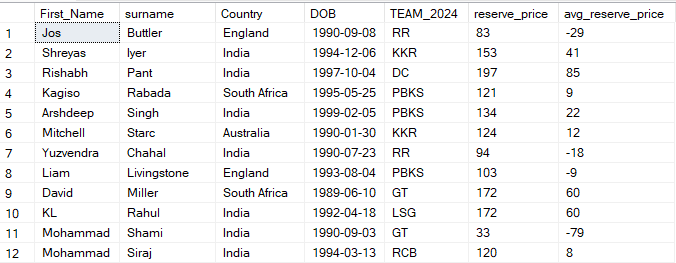 First_Name surname Country DOB TEAM_2024 reserve_price avg_reserve_price
1 Jos Buttler England 1990-09-08 RR 83 -29
2 Shreyas Iyer India 1994-12-06 KKR 153 41
3 Rishabh Pant India 1997-10-04 DC 197 85
4 Kagiso Rabada South Africa 1995-05-25 PBKS 121 9
5 Arshdeep Singh India 1999-02-05 PBKS 134 22
6 Mitchell Starc Australia 1990-01-30 KKR 124 12
7 Yuzvendra Chahal India 1990-07-23 RR 94 -18
8 Liam Livingstone England 1993-08-04 PBKS 103 -9
9 David Miller South Africa 1989-06-10 GT 172 60
10 KL Rahul India 1992-04-18 LSG 172 60
11 Mohammad Shami India 1990-09-03 GT 33 -79
12 Mohammad Siraj India 1994-03-13 RCB 120 8